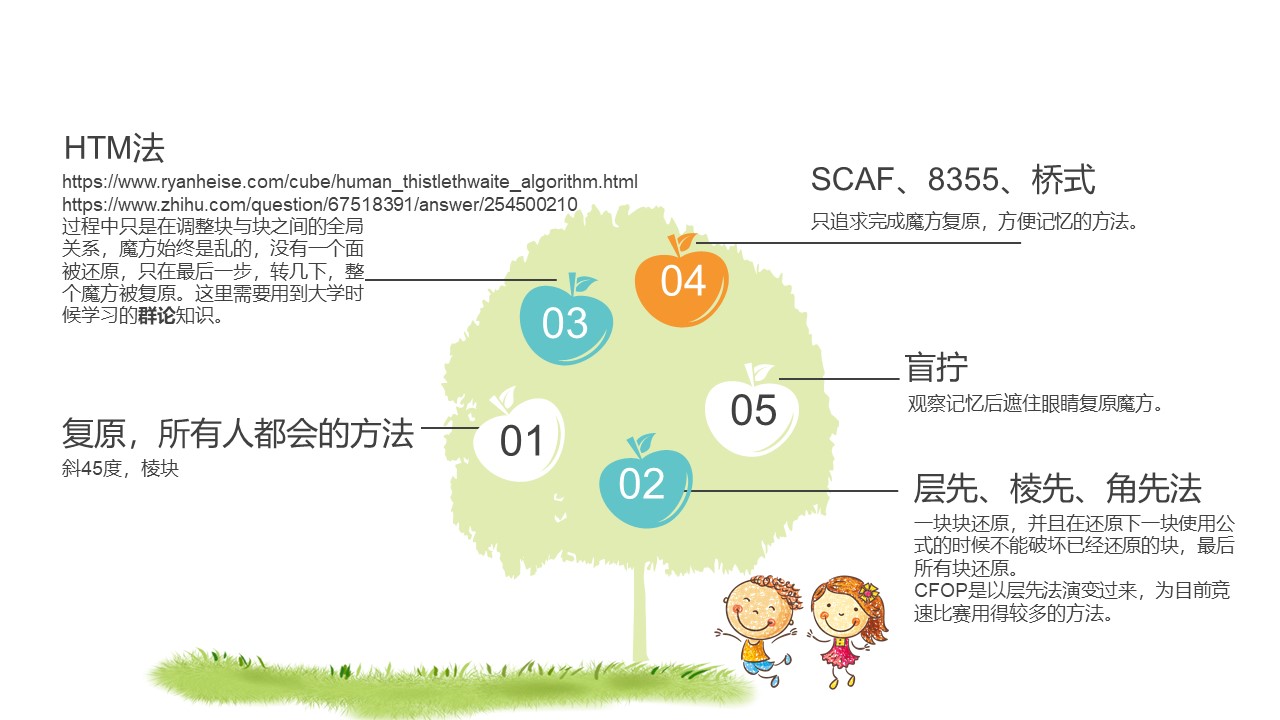 HTM法
https://www.ryanheise.com/cube/human_thistlethwaite_algorithm.html
https://www.zhihu.com/question/67518391/answer/254500210
过程中只是在调整块与块之间的全局
关系，魔方始终是乱的，没有一个面
被还原，只在最后一步，转几下，整
个魔方被复原。这里需要用到大学时
候学习的群论知识。
03
SCAF、8355、桥式
只追求完成魔方复原，方便记忆的方法。
04
盲拧
观察记忆后遮住眼睛复原魔方。
05
复原，所有人都会的方法
斜45度，棱块
01
02
层先、棱先、角先法
一块块还原，并且在还原下一块使用公
式的时候不能破坏已经还原的块，最后
所有块还原。
CFOP是以层先法演变过来，为目前竞
速比赛用得较多的方法。